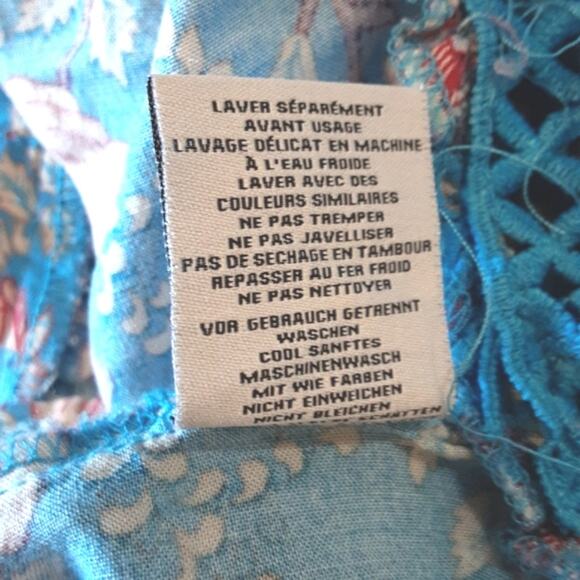 LAVER SÉPARÉMENT
AVANT USAGE
LAVAGE DÉLICAT EN MACHINE
À L'EAU FROIDE
LAVER AVEC DES
COULEURS SIMILAIRES
NE PAS TREMPER
NE PAS JAVELLISER
PAS DE SECHAGE EN TAMBOUR
REPASSER AU FER FROID
NE PAS NETTOYER
VOR GEBRAUCH GETRENNT
WASCHEN
COOL SANFTES
MASCHINENWASCH
MIT WIE FARBEN
NICHT EINWEICHEN
NICHT BLEICHEN
SCHATTEN